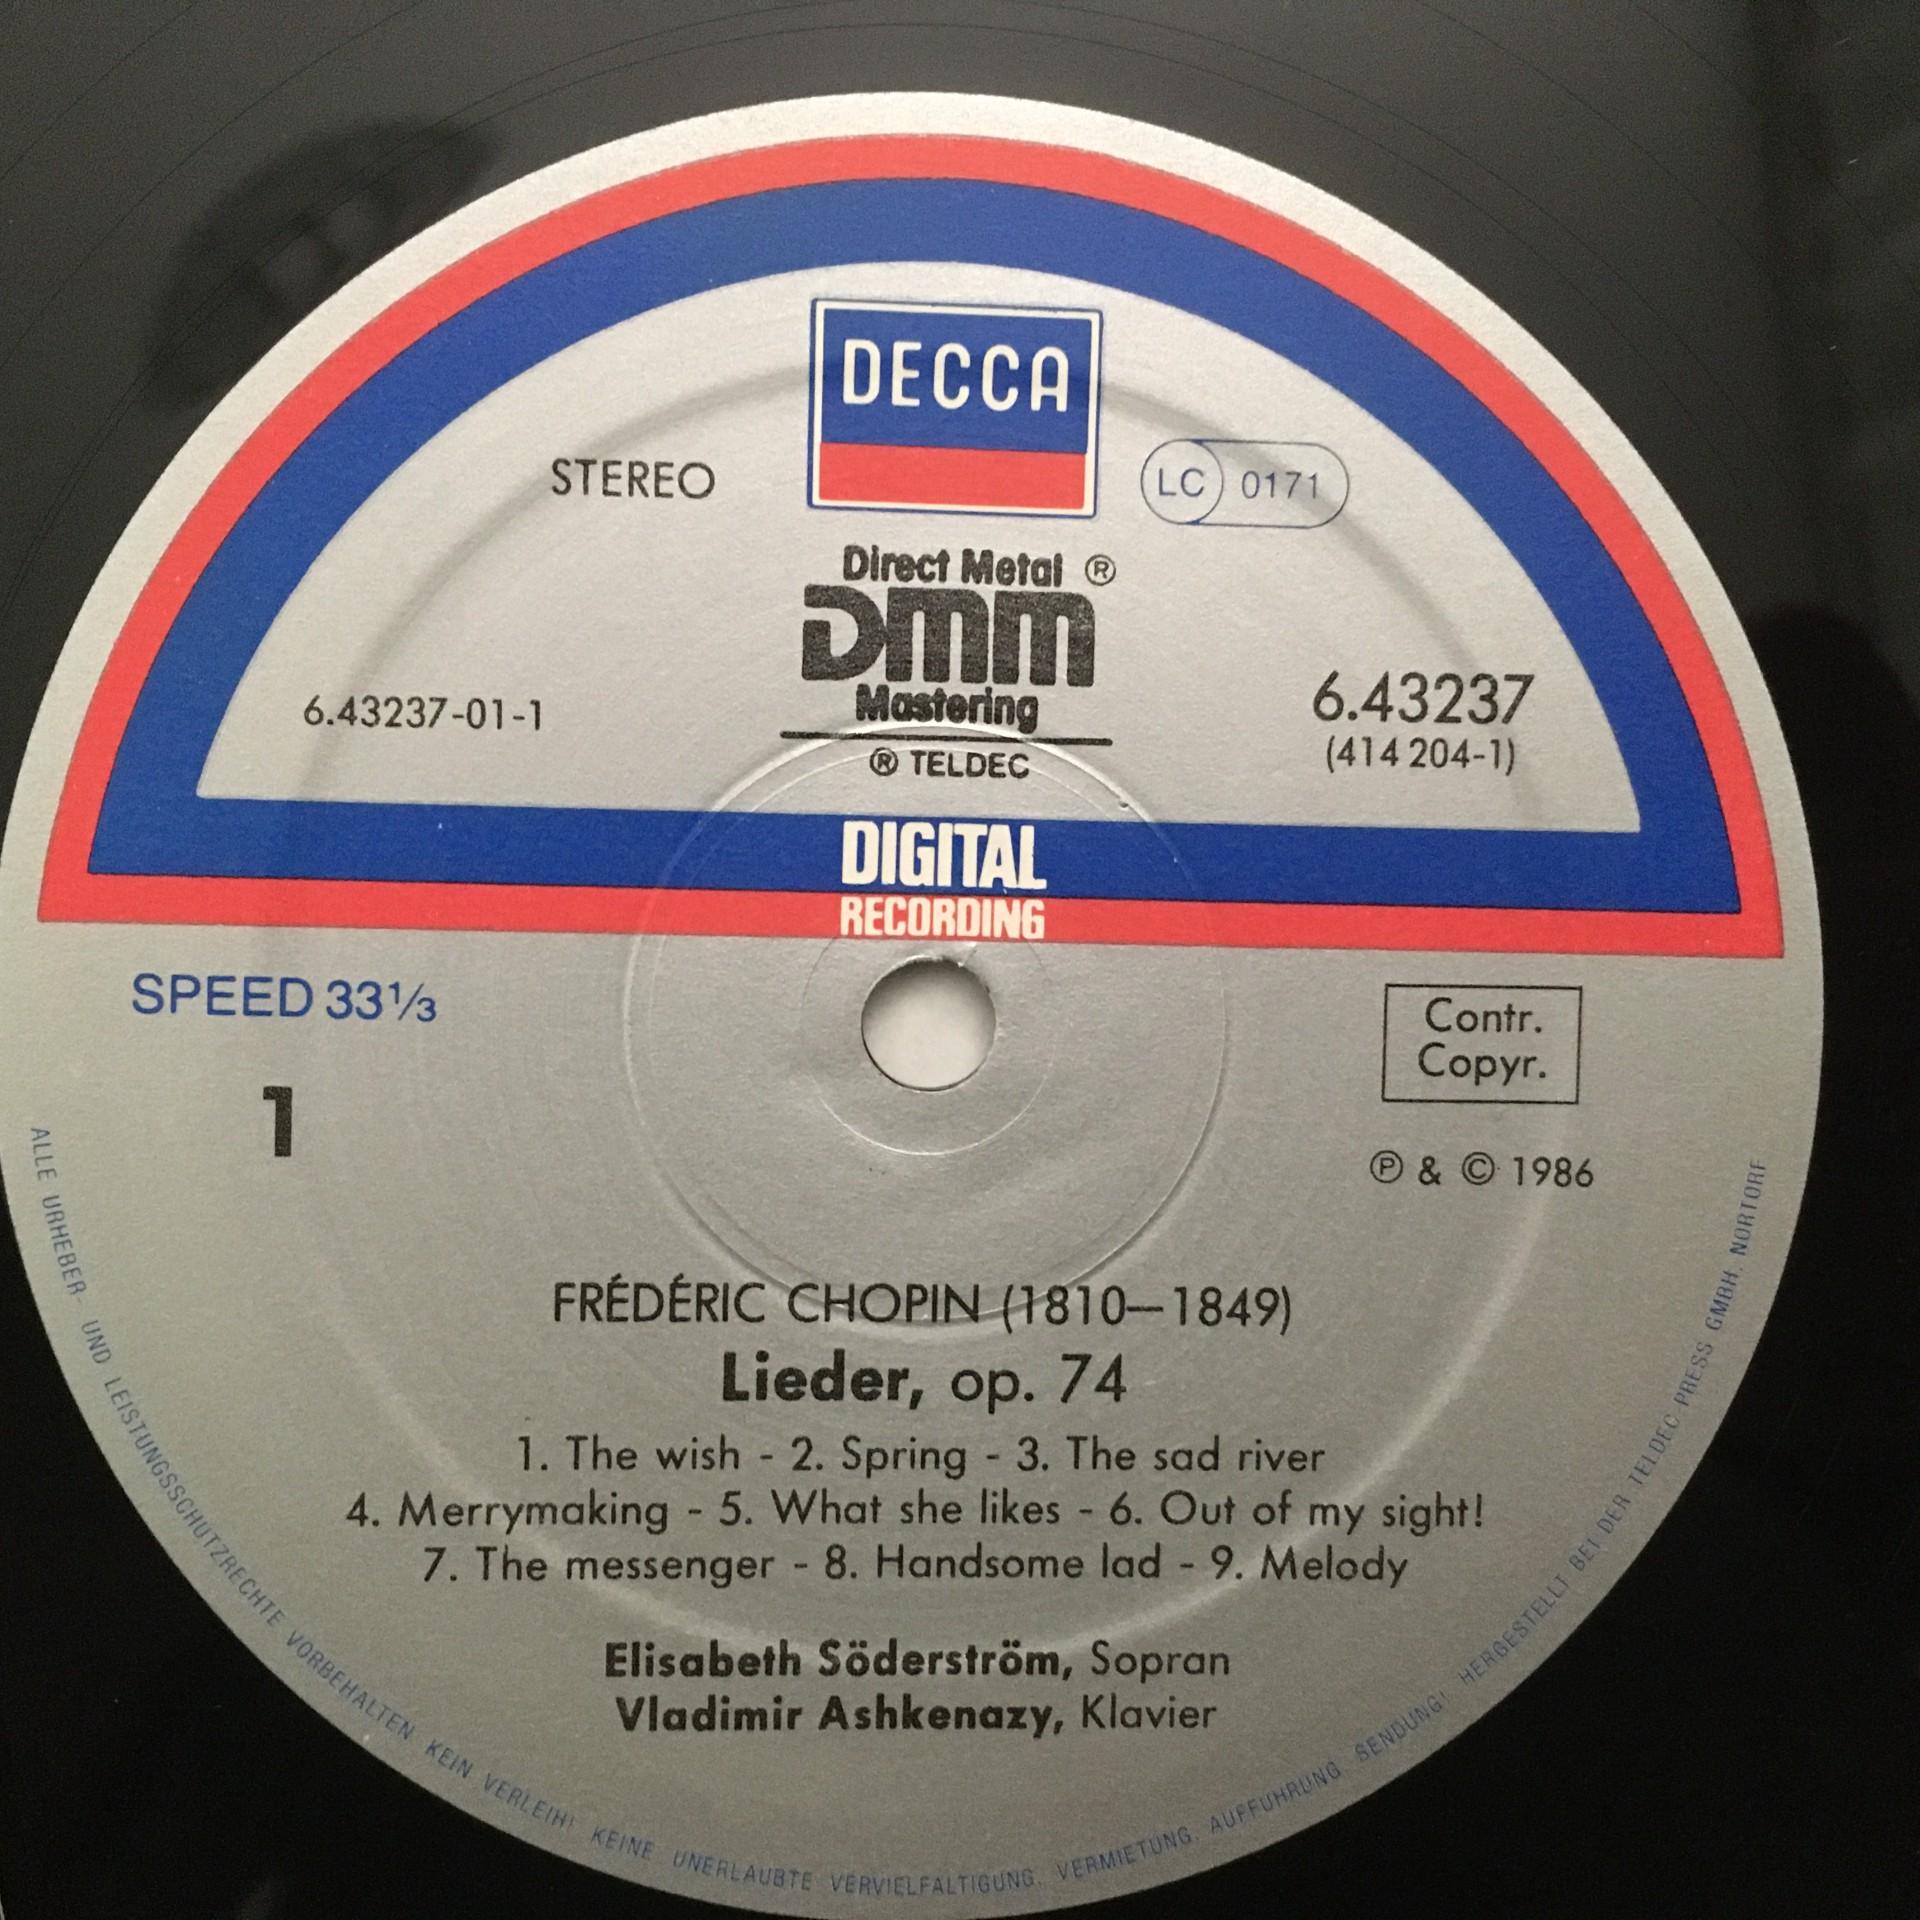 DECCA
STEREO
LC 0171
Direct Metal ®
DMM
Mastering
® TELDEC
6.43237-01-1
6.43237
(414 204-1)
DIGITAL
RECORDING
SPEED 33⅓
1
Contr.
Copyr.
Ⓟ & © 1986
FRÉDÉRIC CHOPIN (1810—1849)
Lieder, op. 74
1. The wish - 2. Spring - 3. The sad river
4. Merrymaking - 5. What she likes - 6. Out of my sight!
7. The messenger - 8. Handsome lad - 9. Melody
Elisabeth Söderström, Sopran
Vladimir Ashkenazy, Klavier
ALLE URHEBER- UND LEISTUNGSSCHUTZRECHTE VORBEHALTEN KEIN VERLEIH! KEINE UNERLAUBTE VERVIELFÄLTIGUNG, VERMIETUNG, AUFFÜHRUNG, SENDUNG! HERGESTELLT BEI DER TELDEC PRESS GMBH, NORTORF